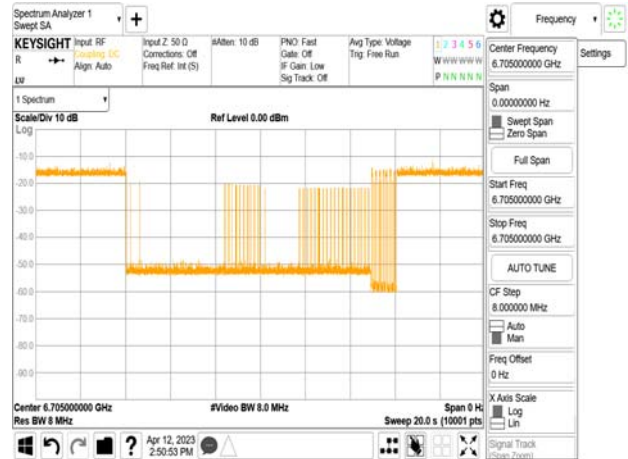 Spectrum Analyzer 1
Swept SA
+
Frequency
KEYSIGHT
R
LV
Input: RF
Coupling: DC
Align: Auto
Input Z: 50 Ω
Corrections: Off
Freq Ref: Int (S)
#Atten: 10 dB
PNO: Fast
Gate: Off
IF Gain: Low
Sig Track: Off
Avg Type: Voltage
Trig: Free Run
1 2 3 4 5 6
W W W W W W
P N N N N N
1 Spectrum
Scale/Div 10 dB
Ref Level 0.00 dBm
Log
-10.0
-20.0
-30.0
-40.0
-50.0
-60.0
-70.0
-80.0
-90.0
Center 6.705000000 GHz
#Video BW 8.0 MHz
Span 0 Hz
Res BW 8 MHz
Sweep 20.0 s (10001 pts
?
Apr 12, 2023
2:50:53 PM
Center Frequency
6.705000000 GHz
Settings
Span
0.00000000 Hz
Swept Span
Zero Span
Full Span
Start Freq
6.705000000 GHz
Stop Freq
6.705000000 GHz
AUTO TUNE
CF Step
8.000000 MHz
Auto
Man
Freq Offset
0 Hz
X Axis Scale
Log
Lin
Signal Track
(Span Zoom)